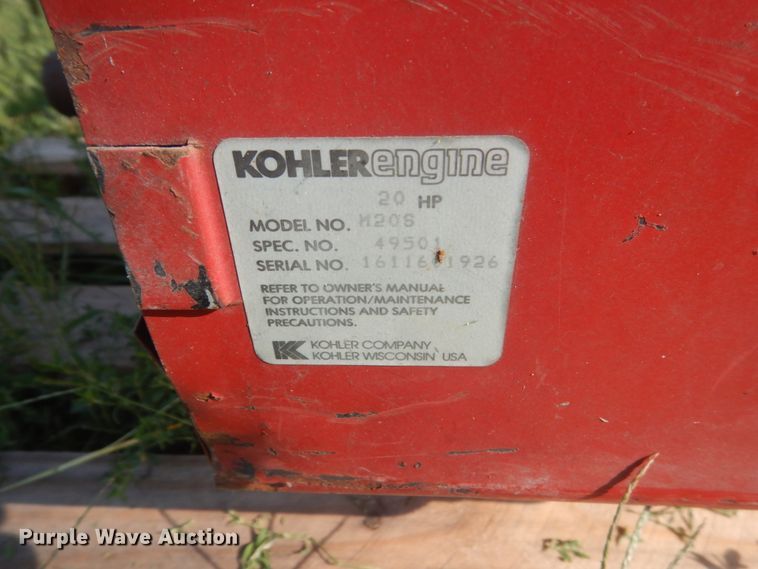 KOHLERengine
20 HP
MODEL NO. M20S
SPEC. NO. 49501
SERIAL NO.
REFER TO OWNER'S MANUAL
FOR OPERATION/MAINTENANCE
INSTRUCTIONS AND SAFETY
PRECAUTIONS.
KOHLER COMPANY
KOHLER WISCONSIN USA
Purple Wave Auction®